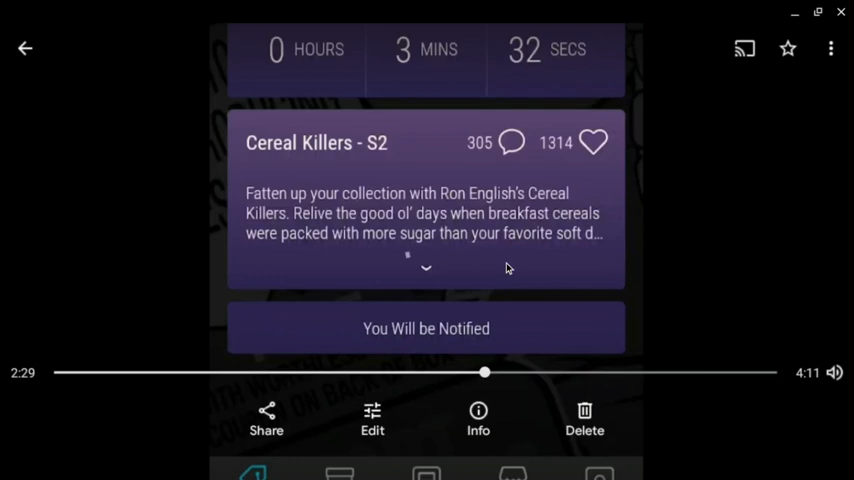 0 HOURS 3 MINS 32 SECS
Cereal Killers - S2 305 1314
Fatten up your collection with Ron English's Cereal
Killers. Relive the good ol' days when breakfast cereals
were packed with more sugar than your favorite soft d...
You Will be Notified
2:29 4:11
Share Edit Info Delete